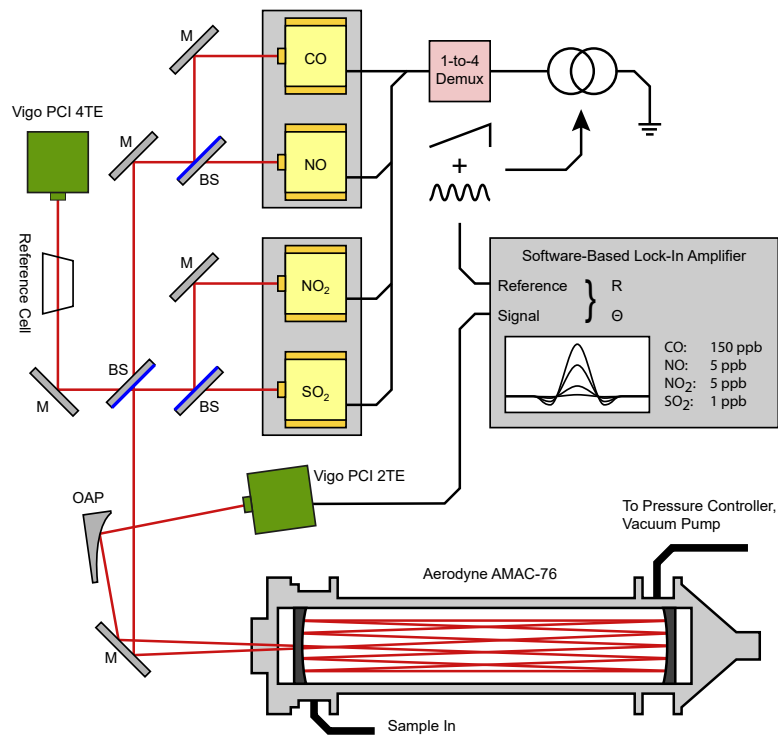 M
CO
1-to-4
Demux
Vigo PCI 4TE
M
NO
BS
+
Reference Cell
M
NO2
Software-Based Lock-In Amplifier
Reference
}
R
Signal
Θ
BS
M
BS
SO2
CO: 150 ppb
NO: 5 ppb
NO2: 5 ppb
SO2: 1 ppb
Vigo PCI 2TE
OAP
To Pressure Controller,
Vacuum Pump
Aerodyne AMAC-76
M
Sample In